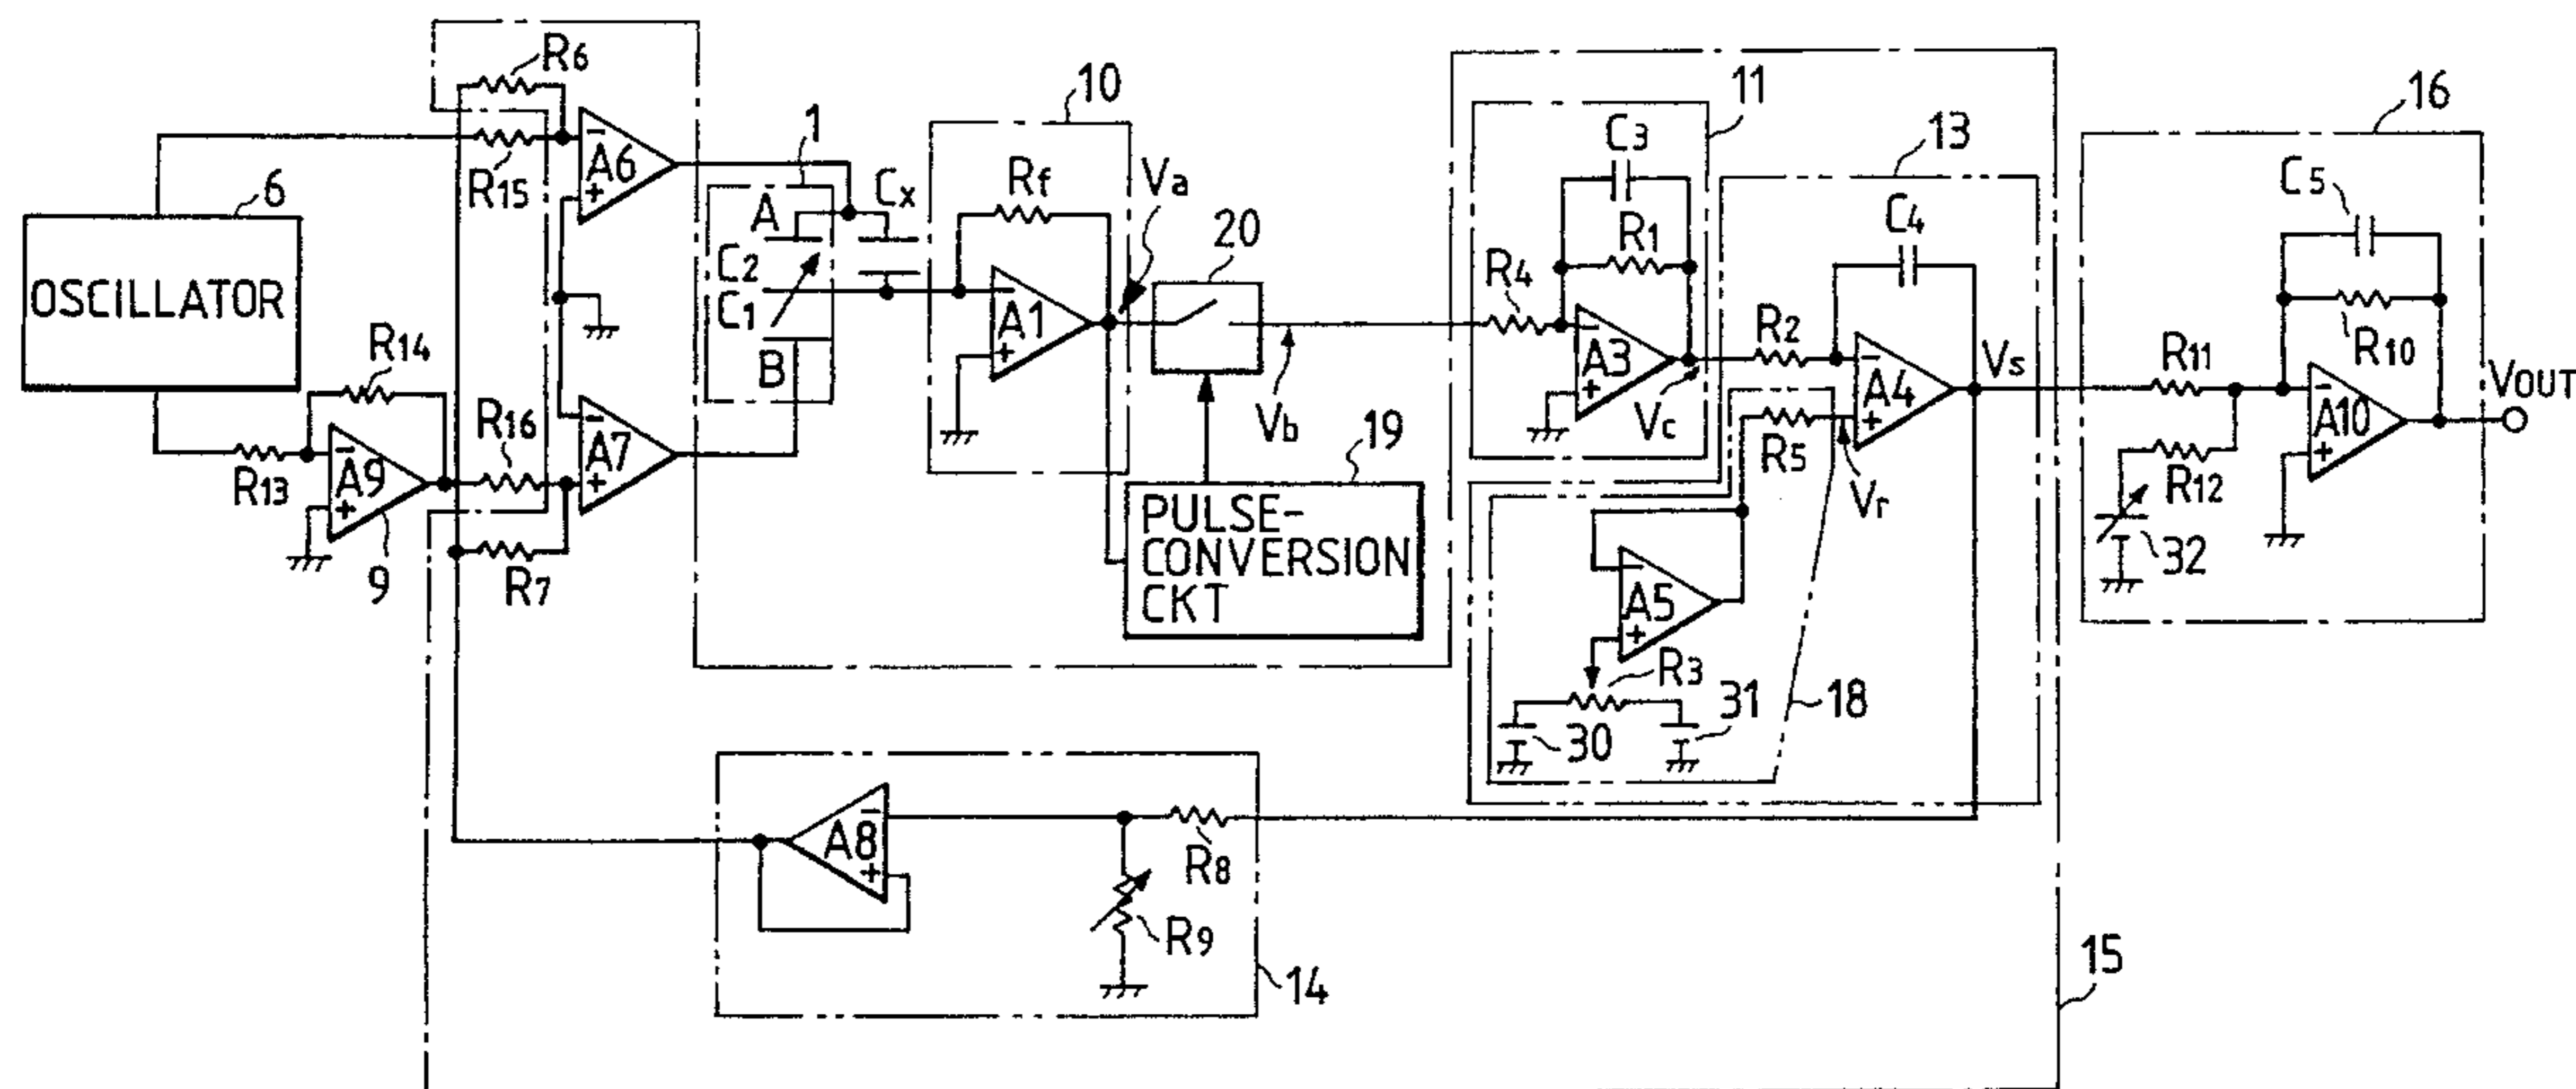 R6
R15
A6
6
OSCILLATOR
R14
R13
A9
9
R16
A7
R7
1
A
Cx
C2
C1
B
10
Rf
A1
Va
20
Vb
19
PULSE-
CONVERSION
CKT
11
C3
R1
R4
A3
Vc
13
C4
R2
A4
Vs
R5
Vr
A5
R3
30
31
18
16
C5
R10
R11
A10
VOUT
R12
32
A8
R8
R9
14
15